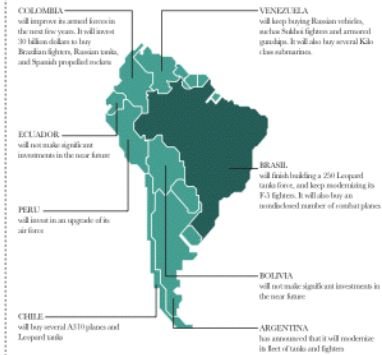 COLOMBIA
will improve its armed forces in
the next few years. It will invest
30 billion dollars to buy
Brazilian fighters, Russian tanks,
and Spanish propelled rockets
VENEZUELA
will keep buying Russian vehicles,
suchas Sukhoi fighters and armored
gunships. It will also buy several Kilo
class submarines.
ECUADOR
will not make significant
investments in the near future
BRASIL
will finish building a 250 Leopard
tanks force, and keep modernizing its
F-5 fighters. It will also buy an
nondisclosed number of combat planes
PERU
will invest in an upgrade of its
air force
BOLIVIA
will not make significant investments in
the near future
CHILE
will buy several A310 planes and
Leopard tanks
ARGENTINA
has announced that it will modernize
its fleet of tanks and fighters